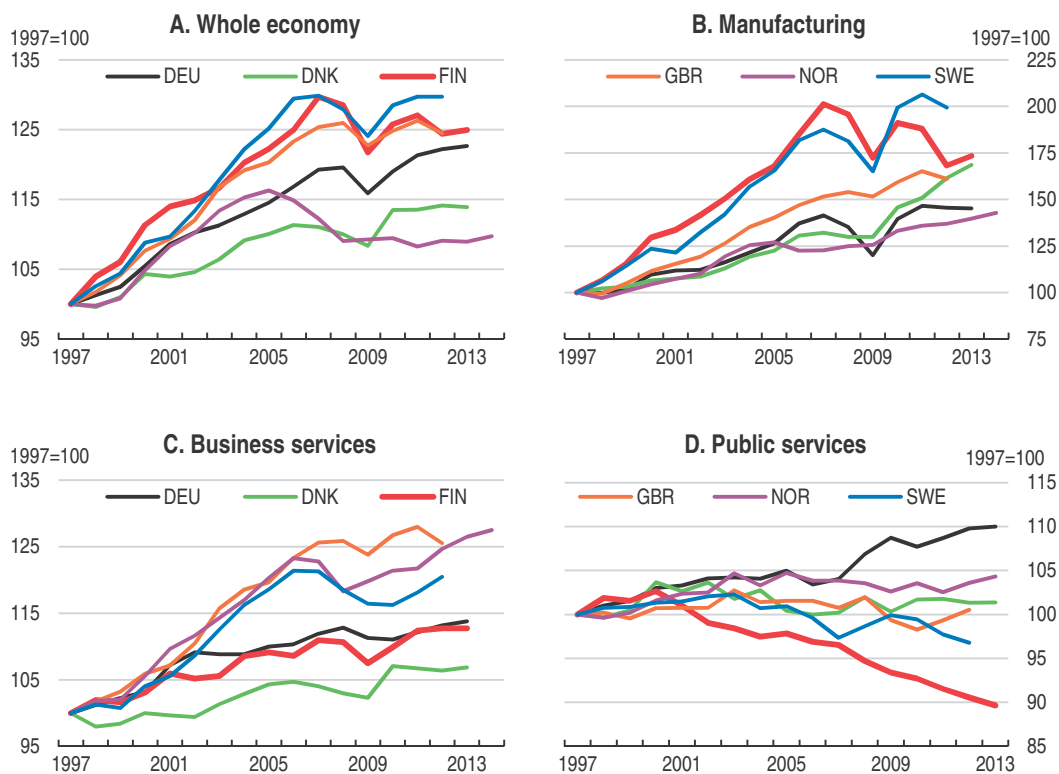 A. Whole economy
1997=100
135
DEU DNK FIN
125
115
105
95
1997 2001 2005 2009 2013
B. Manufacturing
1997=100
225
GBR NOR SWE
200
175
150
125
100
75
1997 2001 2005 2009 2013
C. Business services
1997=100
135
DEU DNK FIN
125
115
105
95
1997 2001 2005 2009 2013
D. Public services
1997=100
115
GBR NOR SWE
110
105
100
95
90
85
1997 2001 2005 2009 2013